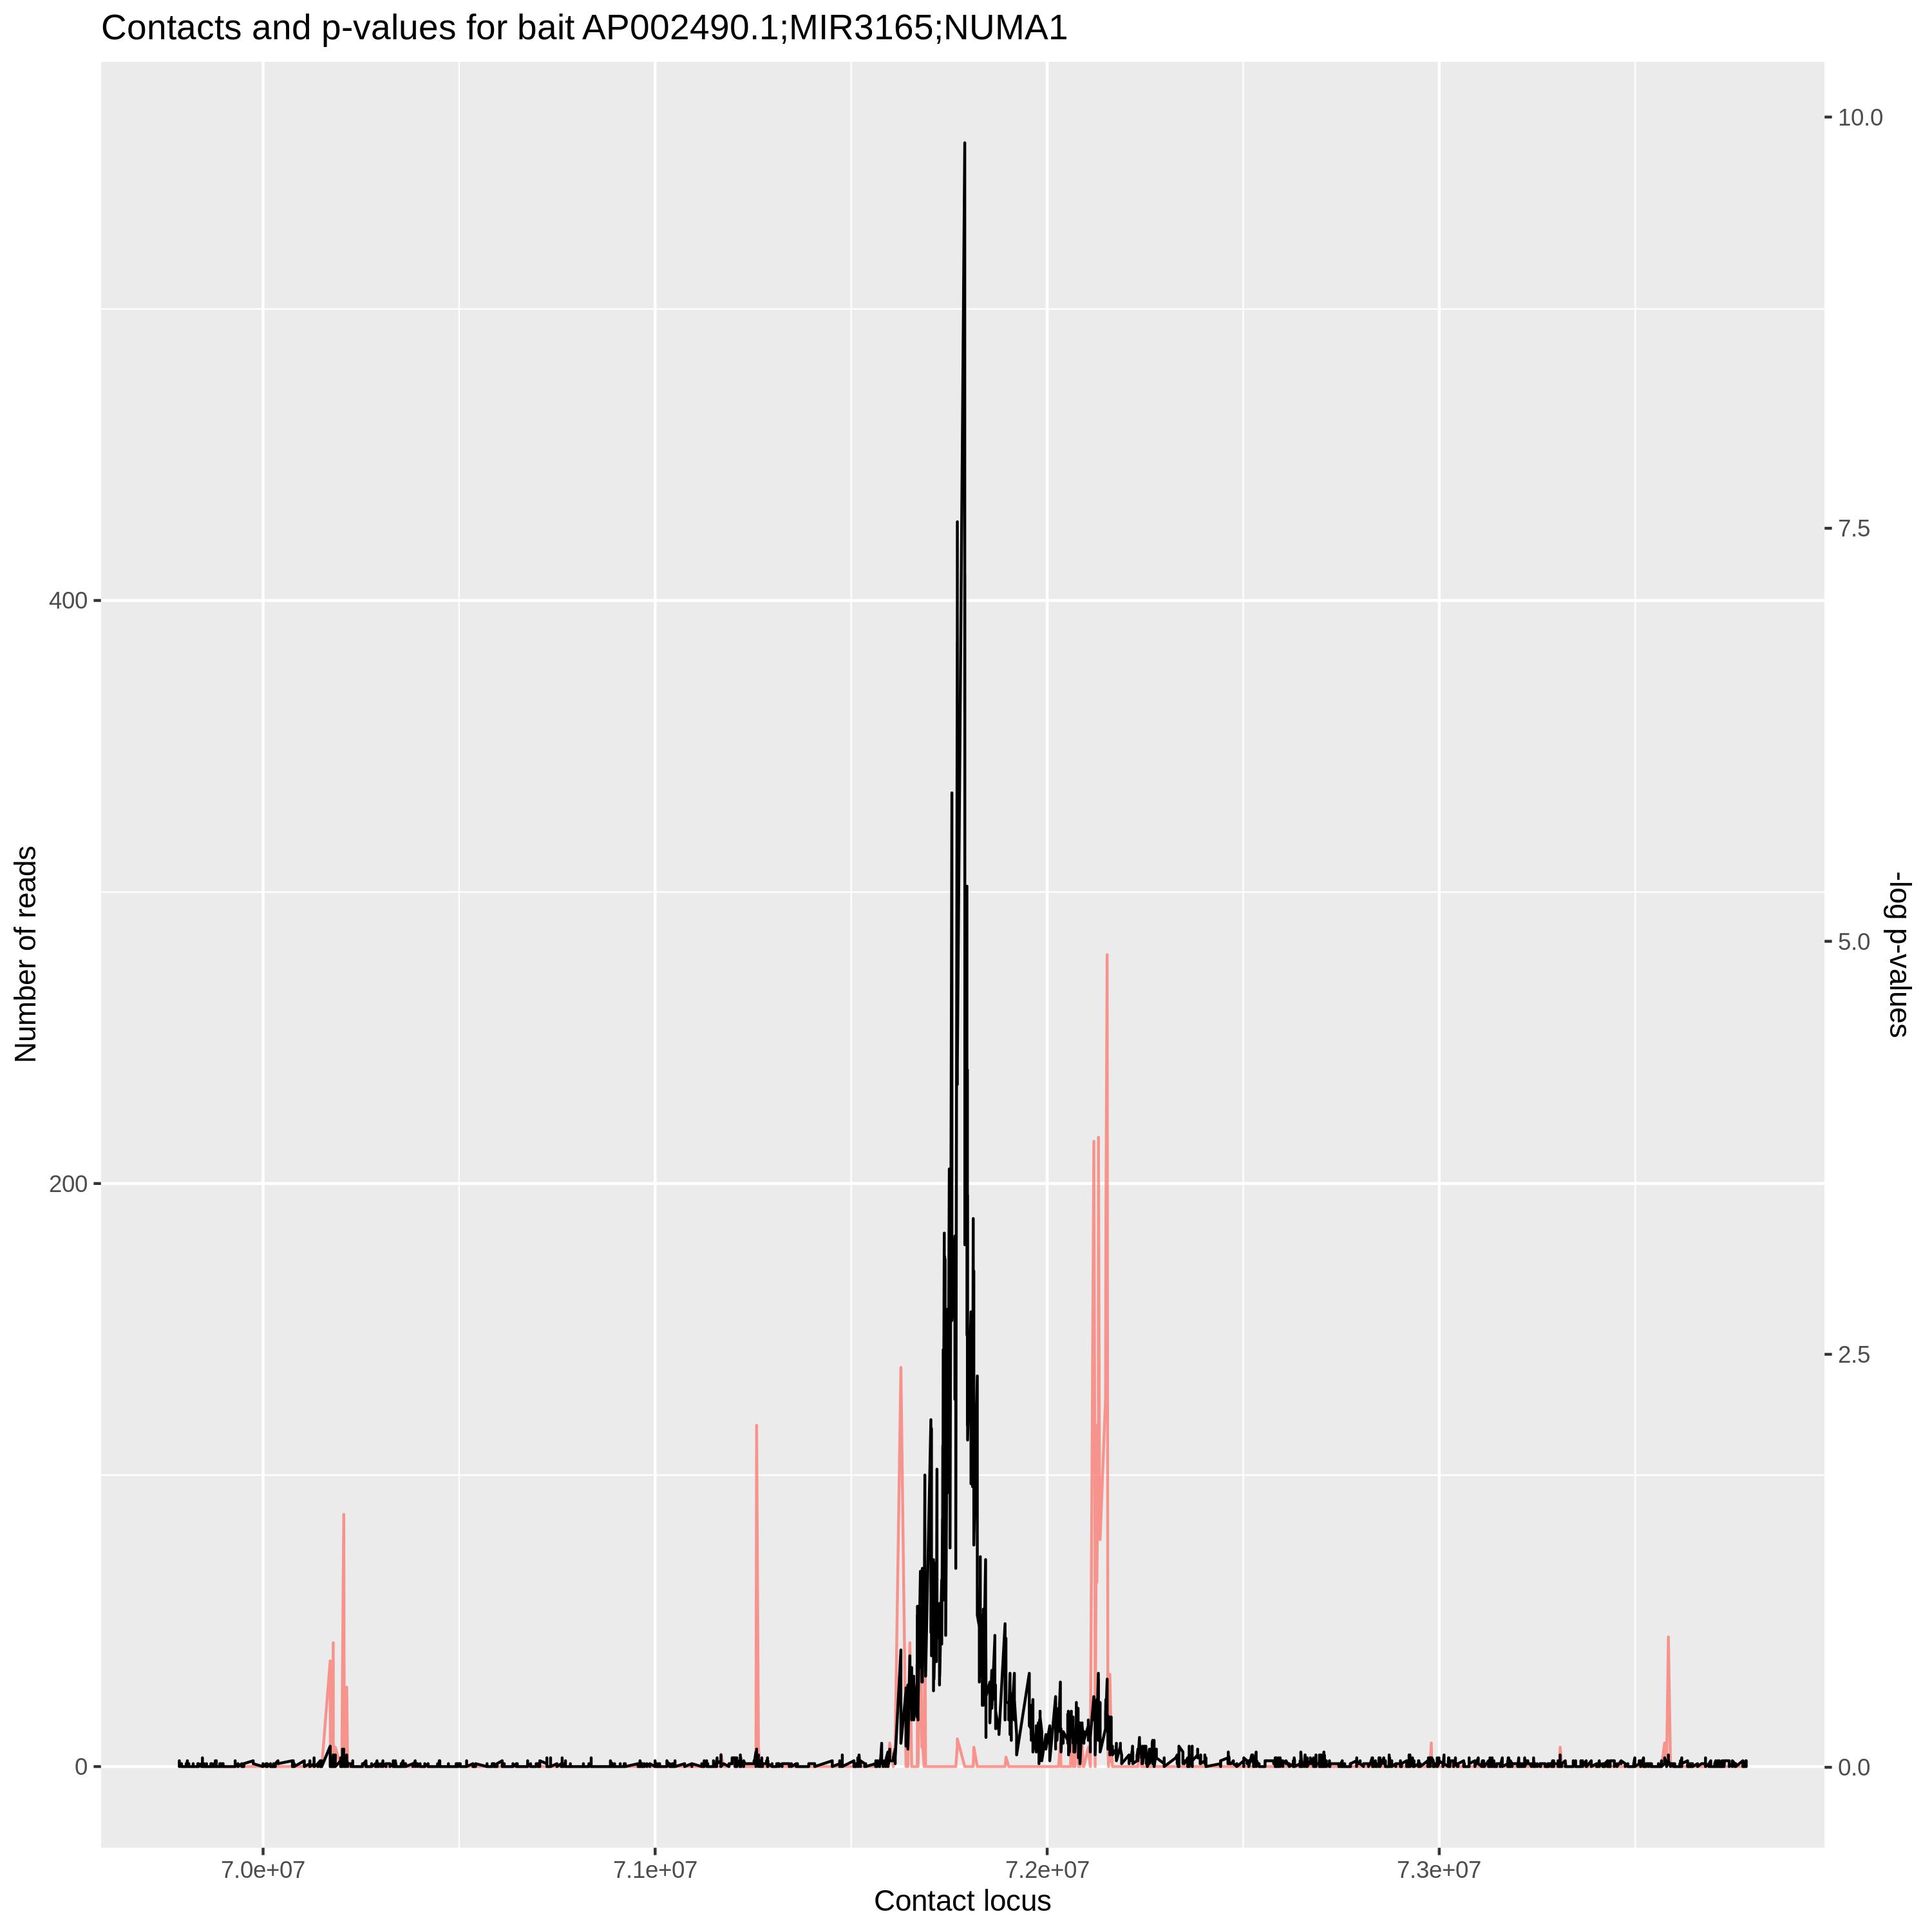 Contacts and p-values for bait AP002490.1;MIR3165;NUMA1
10.0
7.5
400
5.0
Number of reads
-log p-values
200
2.5
0
0.0
7.0e+07 7.1e+07 7.2e+07 7.3e+07
Contact locus